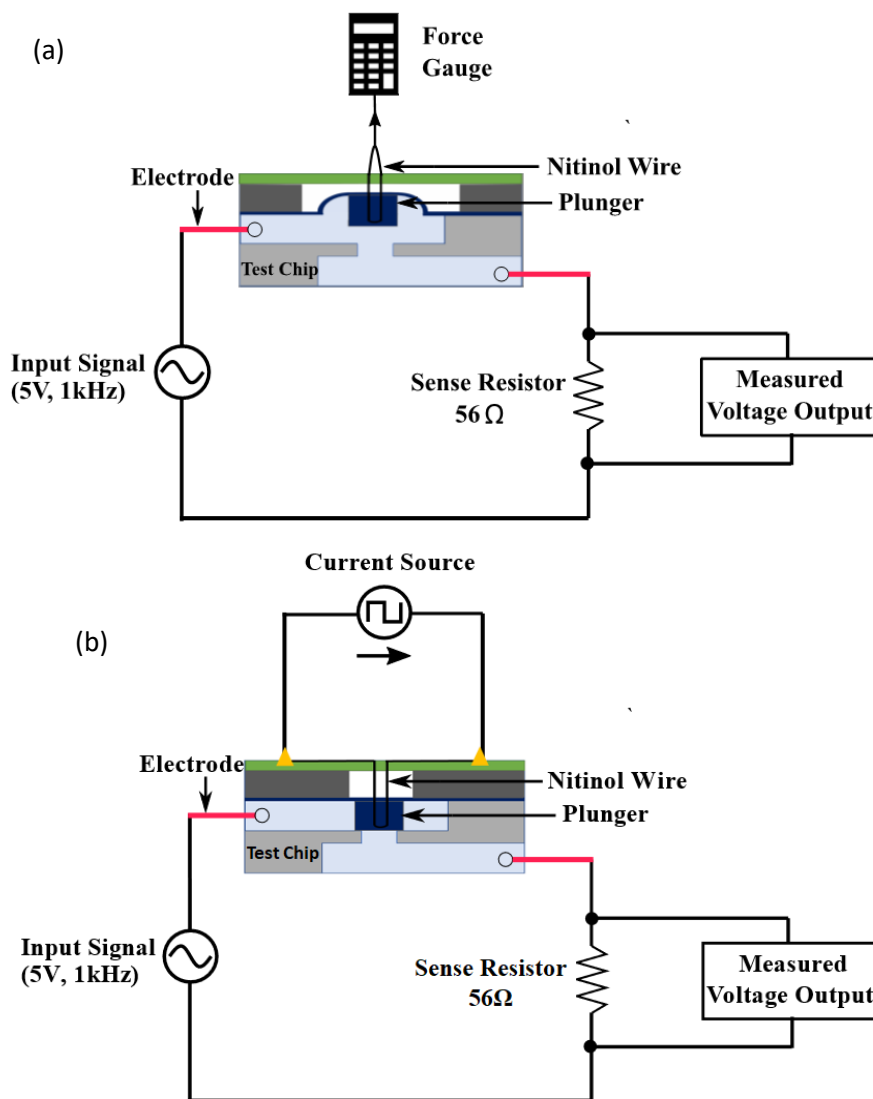 (a)
Force
Gauge
Electrode
Nitinol Wire
Plunger
Test Chip
Input Signal
(5V, 1kHz)
Sense Resistor
56 Ω
Measured
Voltage Output
Current Source
(b)
Electrode
Nitinol Wire
Plunger
Test Chip
Input Signal
(5V, 1kHz)
Sense Resistor
56Ω
Measured
Voltage Output